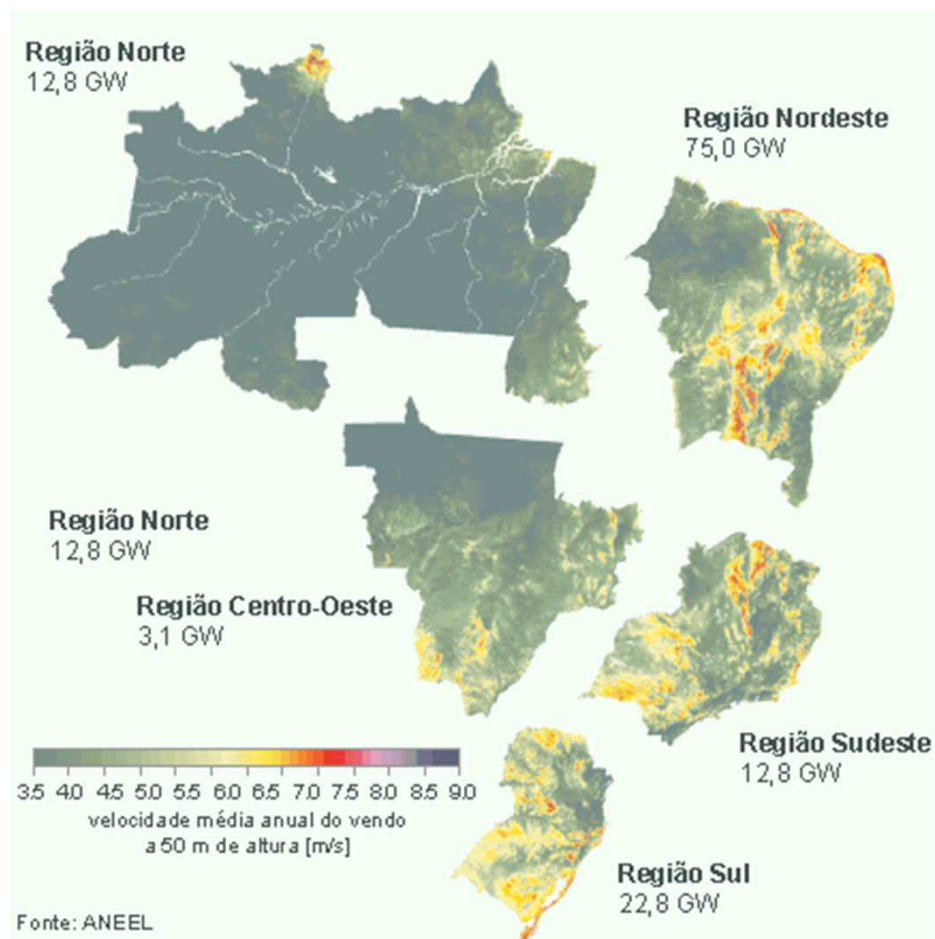 Região Norte
12,8 GW
Região Nordeste
75,0 GW
Região Norte
12,8 GW
Região Centro-Oeste
3,1 GW
Região Sudeste
12,8 GW
3.5 4.0 4.5 5.0 5.5 6.0 6.5 7.0 7.5 8.0 8.5 9.0
velocidade média anual do vendo
a 50 m de altura [m/s]
Região Sul
22,8 GW
Fonte: ANEEL